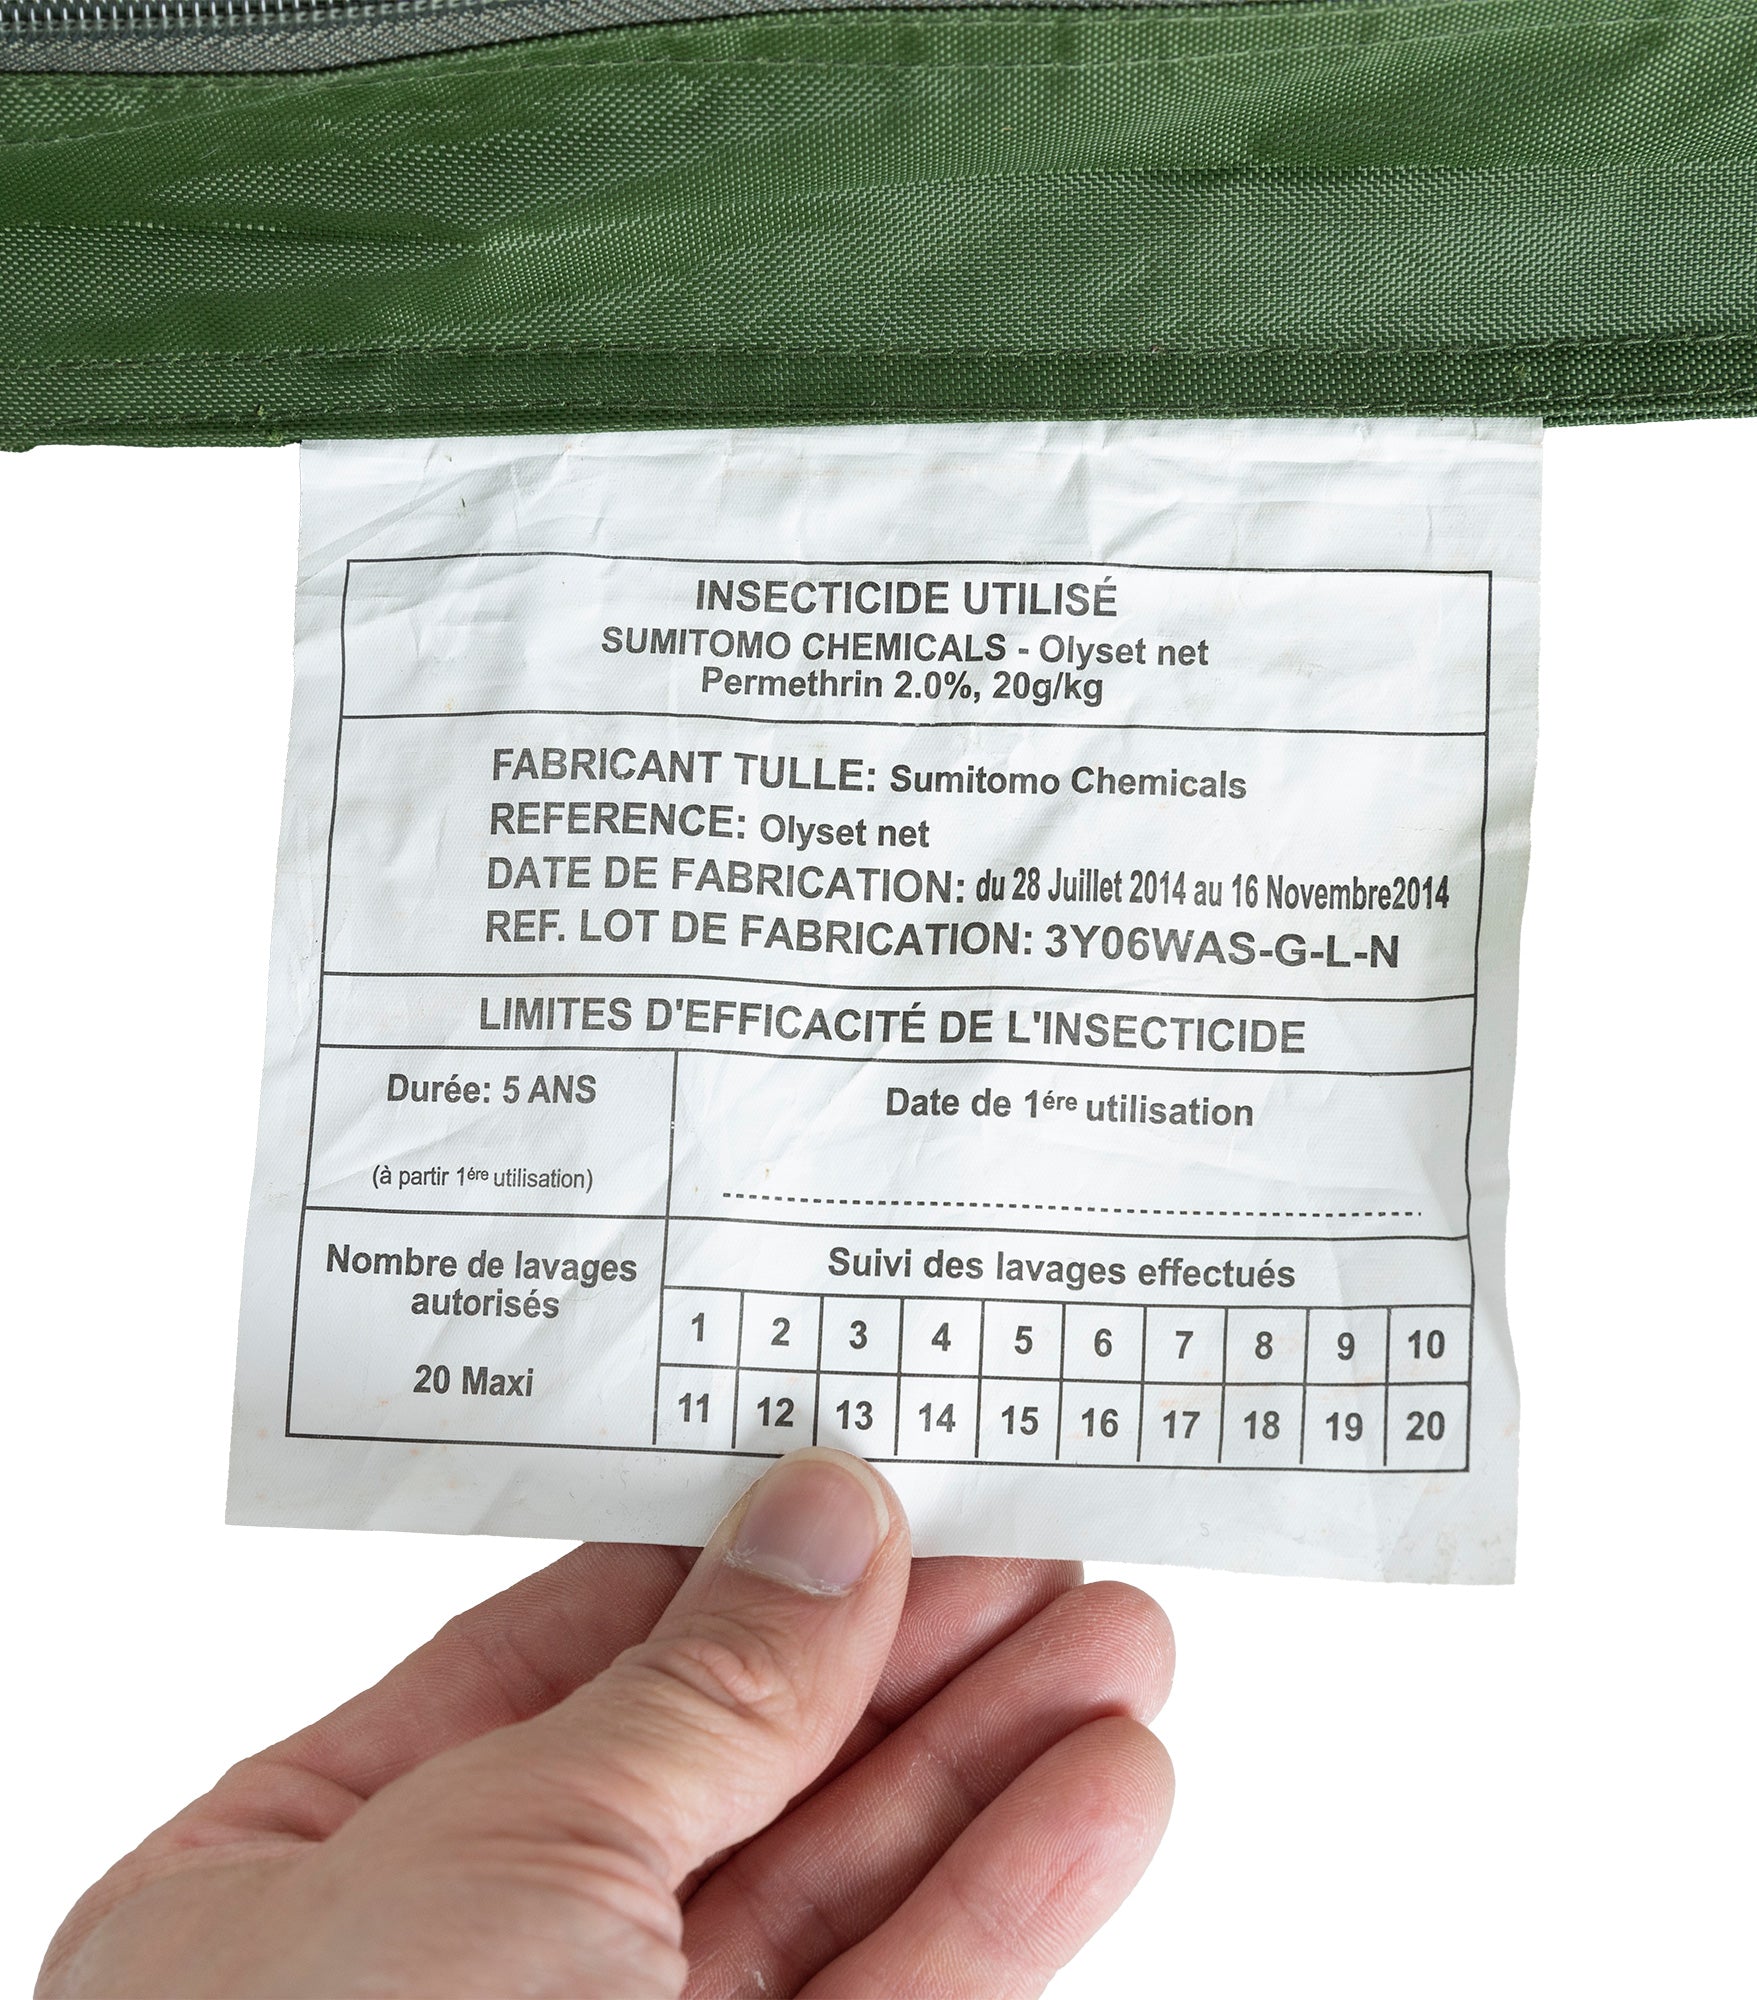 INSECTICIDE UTILISÉ
SUMITOMO CHEMICALS - Olyset net
Permethrin 2.0%, 20g/kg
FABRICANT TULLE: Sumitomo Chemicals
REFERENCE: Olyset net
DATE DE FABRICATION: du 28 Juillet 2014 au 16 Novembre2014
REF. LOT DE FABRICATION: 3Y06WAS-G-L-N
LIMITES D'EFFICACITÉ DE L'INSECTICIDE
Durée: 5 ANS
(à partir 1ére utilisation)
Date de 1ére utilisation
Nombre de lavages
autorisés
20 Maxi
Suivi des lavages effectués
1 2 3 4 5 6 7 8 9 10
11 12 13 14 15 16 17 18 19 20